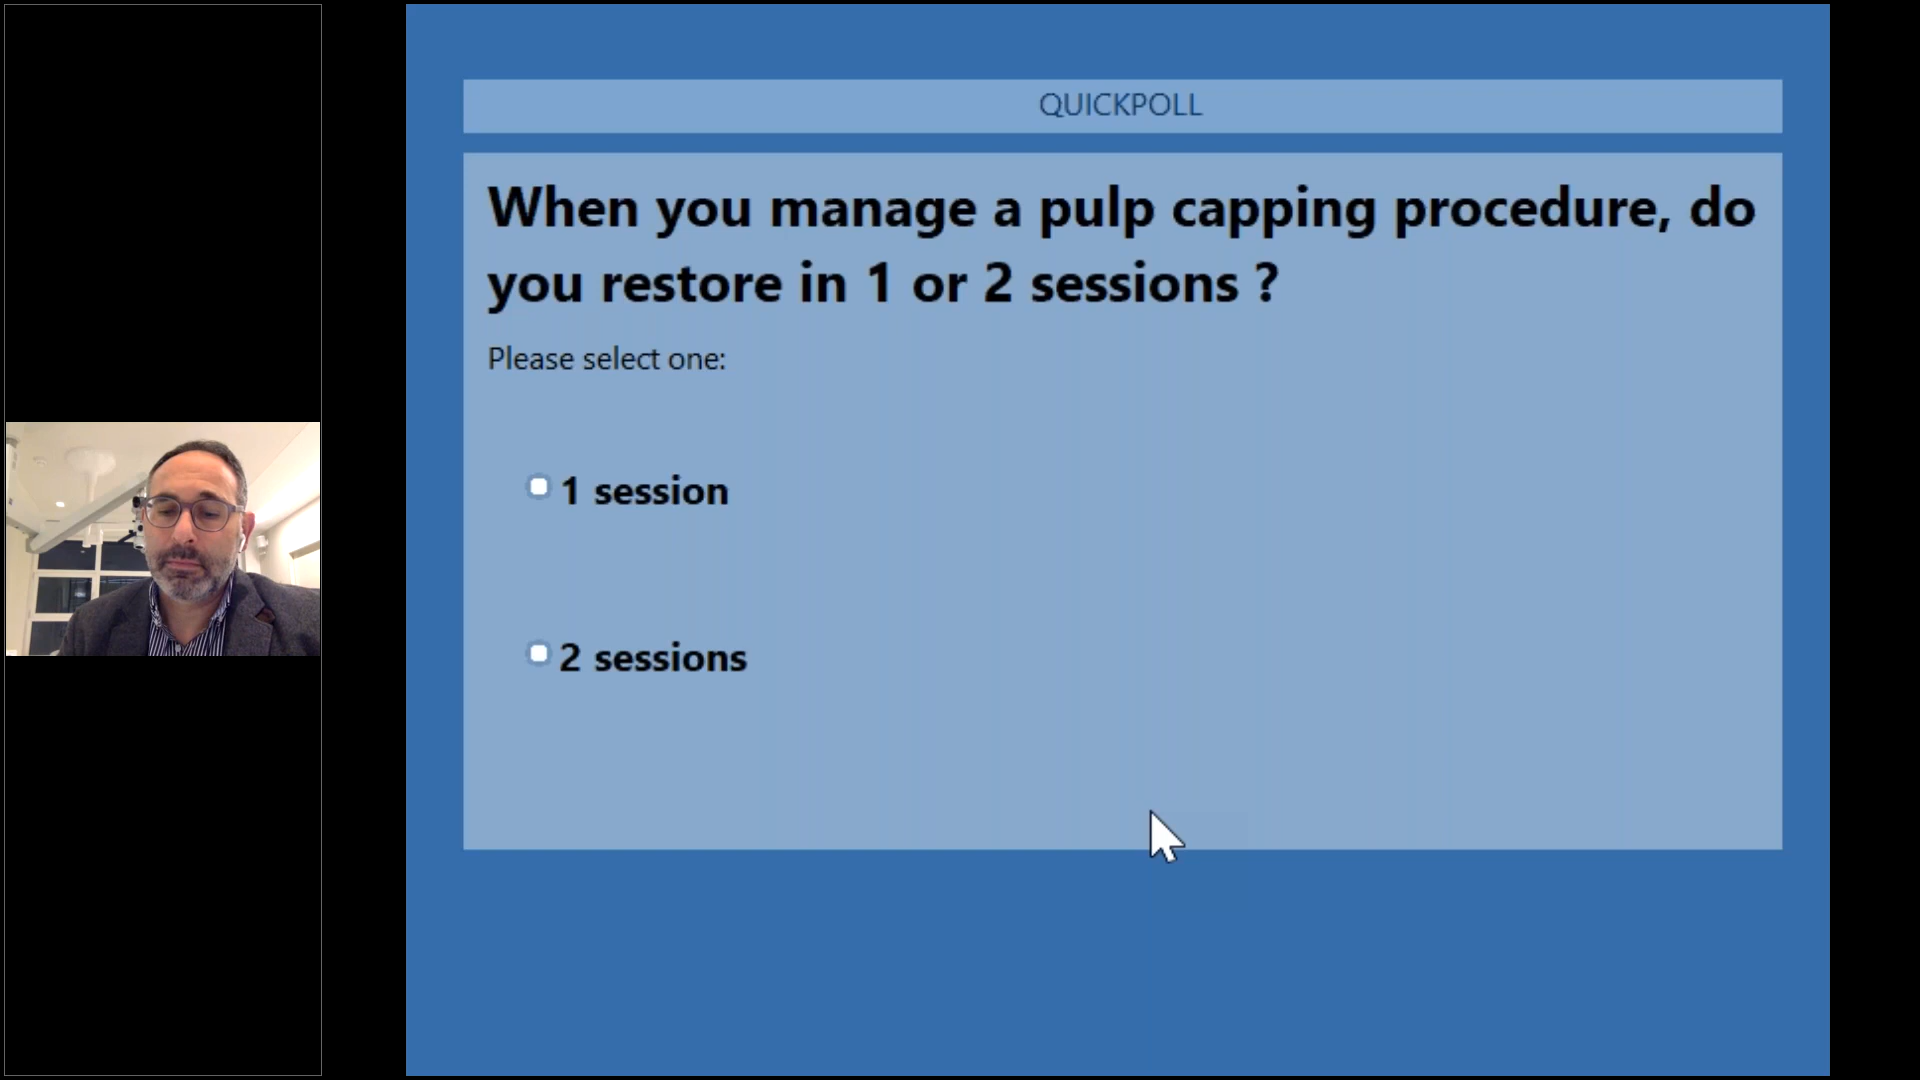 QUICKPOLL
When you manage a pulp capping procedure, do
you restore in 1 or 2 sessions ?
Please select one:
1 session
2 sessions